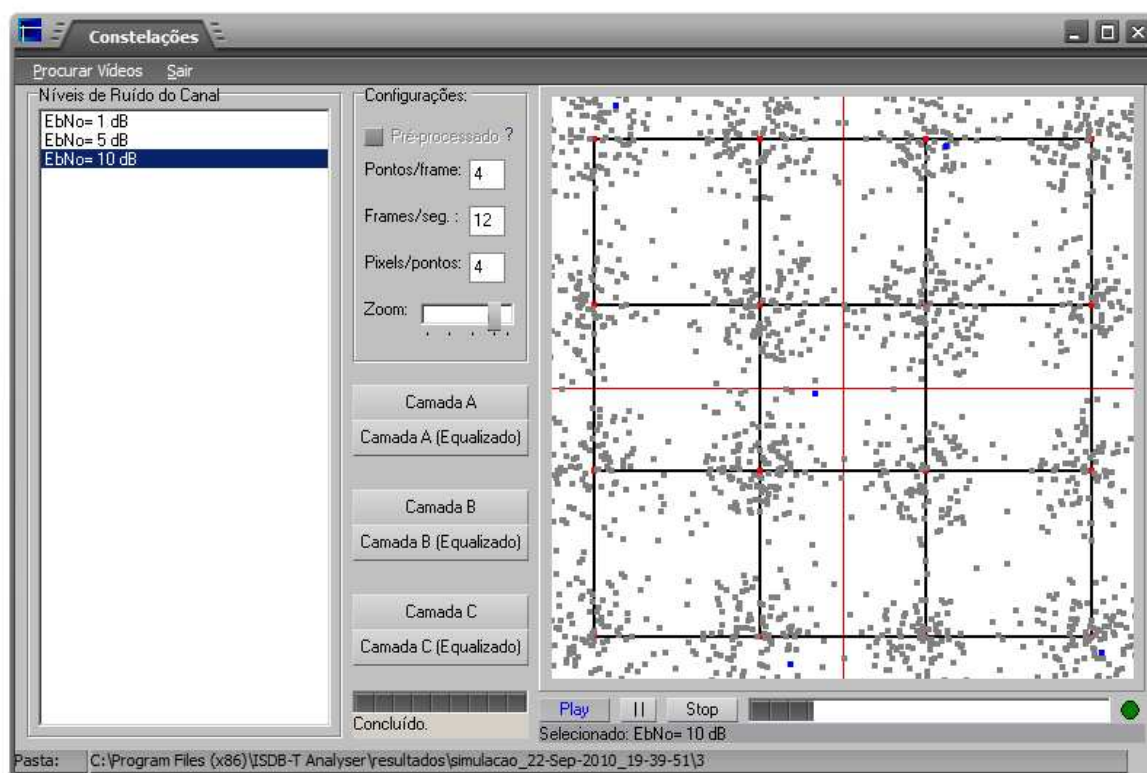 Constelações
Procurar Vídeos Sair
Níveis de Ruído do Canal
EbNo= 1 dB
EbNo= 5 dB
EbNo= 10 dB
Configurações:
Pré-processado ?
Pontos/frame: 4
Frames/seg. : 12
Pixels/pontos: 4
Zoom:
Camada A
Camada A (Equalizado)
Camada B
Camada B (Equalizado)
Camada C
Camada C (Equalizado)
Concluído.
Play || Stop
Selecionado: EbNo= 10 dB
Pasta: C:\Program Files (x86)\ISDB-T Analyser\resultados\simulacao_22-Sep-2010_19-39-51\3